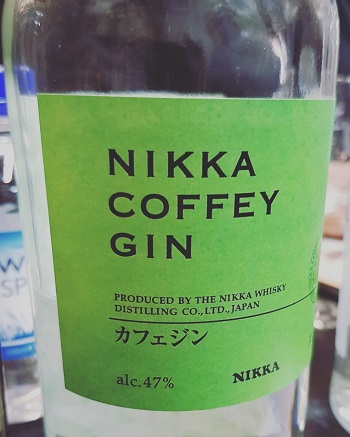 NIKKA
COFFEY
GIN
PRODUCED BY THE NIKKA WHISKY
DISTILLING CO.,LTD.,JAPAN
カフェジン
alc.47%
NIKKA
W
SP